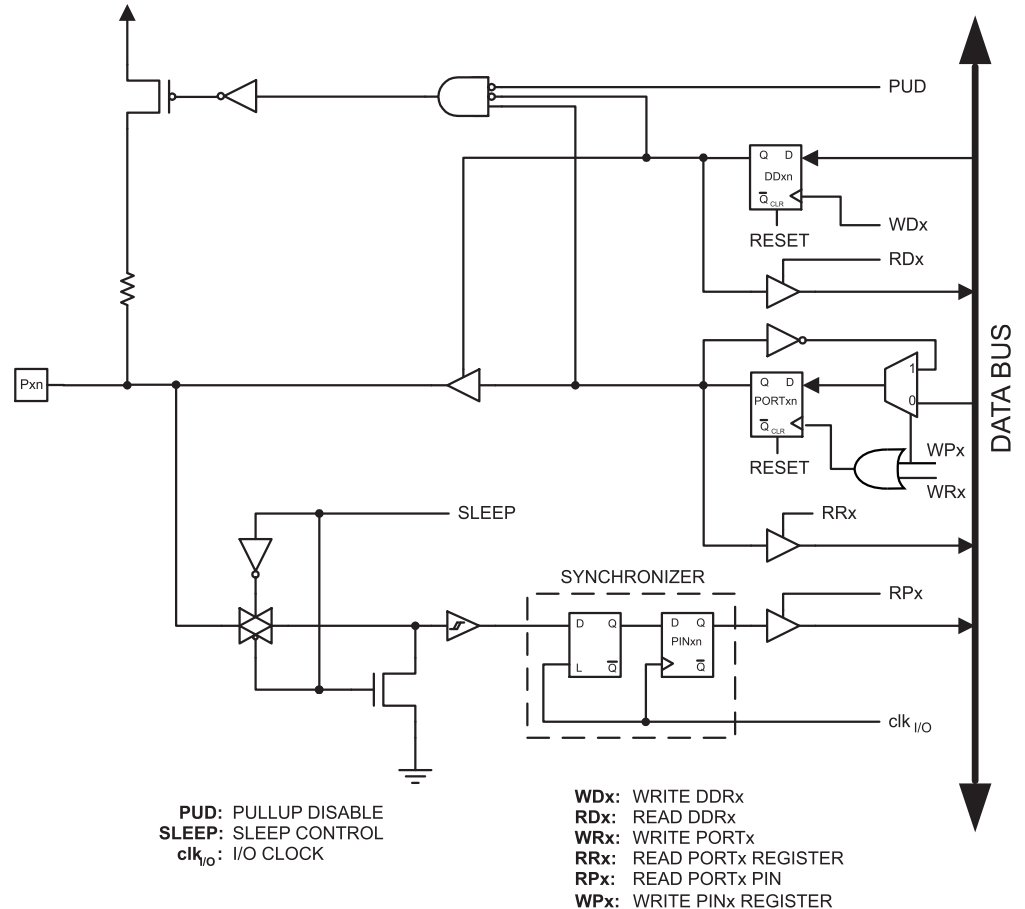 PUD
Q D
DDxn
Q CLR
WDx
RESET
RDx
DATA BUS
1
Pxn
Q D
PORTxn
0
Q CLR
WPx
RESET
WRx
SLEEP
RRx
SYNCHRONIZER
RPx
D Q
D Q
PINxn
L Q
Q
clk I/O
PUD: PULLUP DISABLE
SLEEP: SLEEP CONTROL
clkI/O: I/O CLOCK
WDx: WRITE DDRx
RDx: READ DDRx
WRx: WRITE PORTx
RRx: READ PORTx REGISTER
RPx: READ PORTx PIN
WPx: WRITE PINx REGISTER